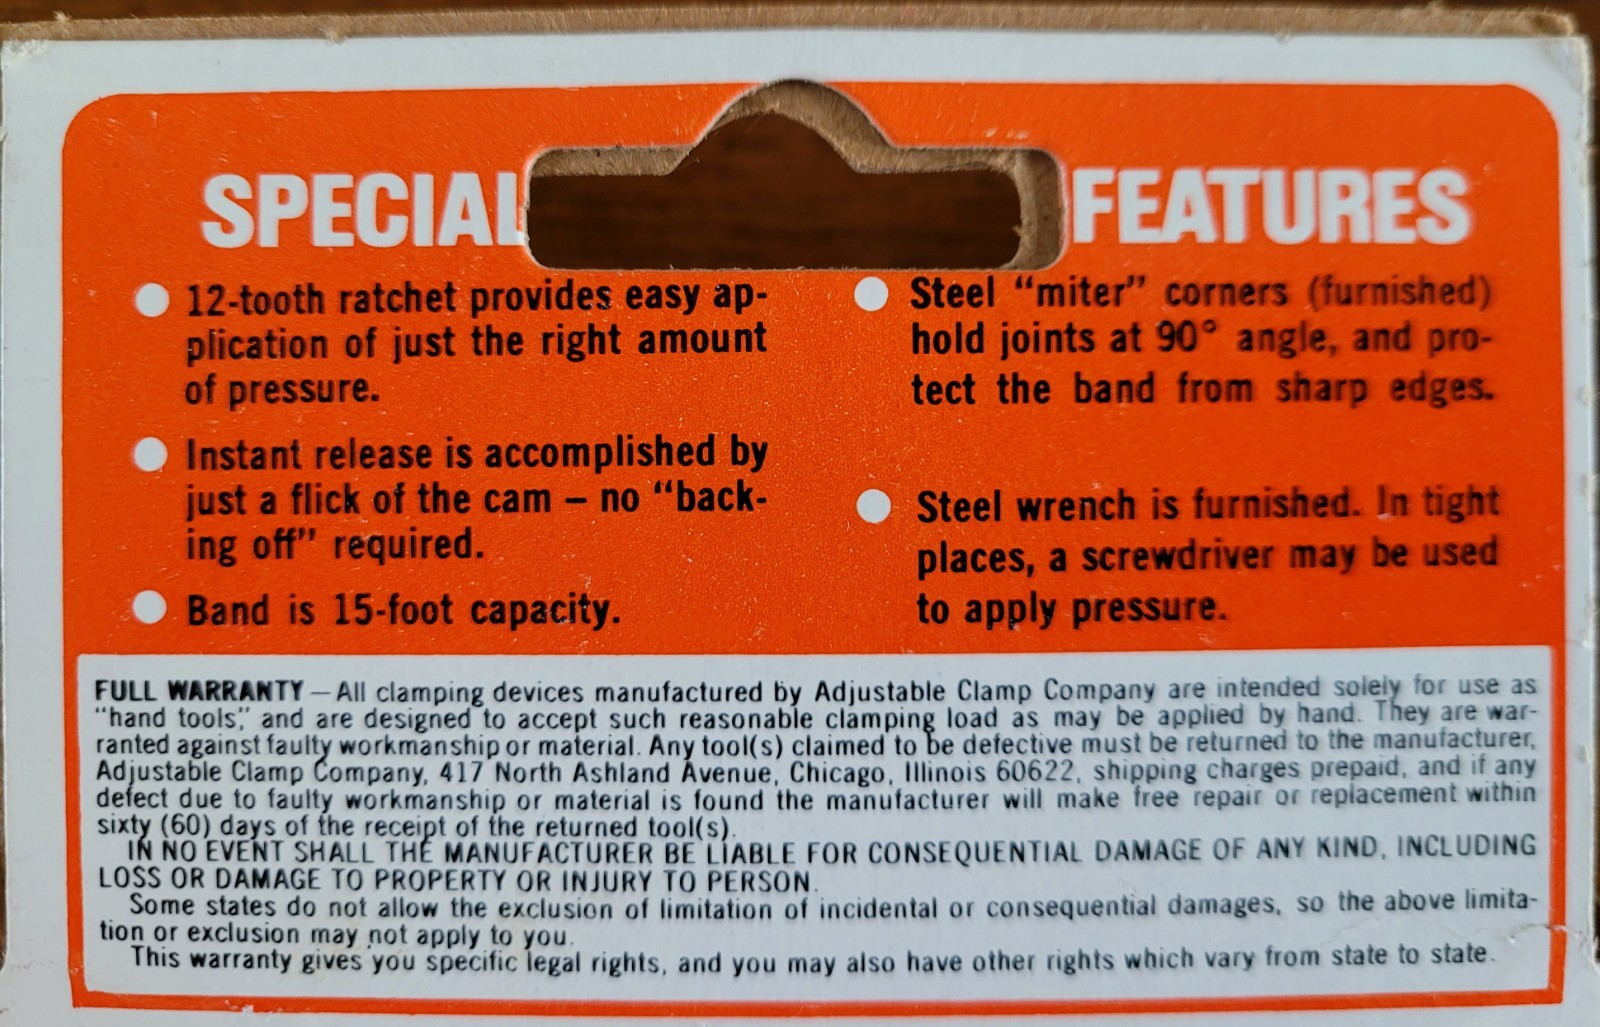 SPECIAL FEATURES
12-tooth ratchet provides easy ap-
plication of just the right amount
of pressure.
Instant release is accomplished by
just a flick of the cam – no “back-
ing off” required.
Band is 15-foot capacity.
Steel “miter” corners (furnished)
hold joints at 90° angle, and pro-
tect the band from sharp edges.
Steel wrench is furnished. In tight
places, a screwdriver may be used
to apply pressure.
FULL WARRANTY—All clamping devices manufactured by Adjustable Clamp Company are intended solely for use as
“hand tools,” and are designed to accept such reasonable clamping load as may be applied by hand. They are war-
ranted against faulty workmanship or material. Any tool(s) claimed to be defective must be returned to the manufacturer,
Adjustable Clamp Company, 417 North Ashland Avenue, Chicago, Illinois 60622, shipping charges prepaid, and if any
defect due to faulty workmanship or material is found the manufacturer will make free repair or replacement within
sixty (60) days of the receipt of the returned tool(s).
IN NO EVENT SHALL THE MANUFACTURER BE LIABLE FOR CONSEQUENTIAL DAMAGE OF ANY KIND, INCLUDING
LOSS OR DAMAGE TO PROPERTY OR INJURY TO PERSON.
Some states do not allow the exclusion of limitation of incidental or consequential damages, so the above limita-
tion or exclusion may not apply to you.
This warranty gives you specific legal rights, and you may also have other rights which vary from state to state.